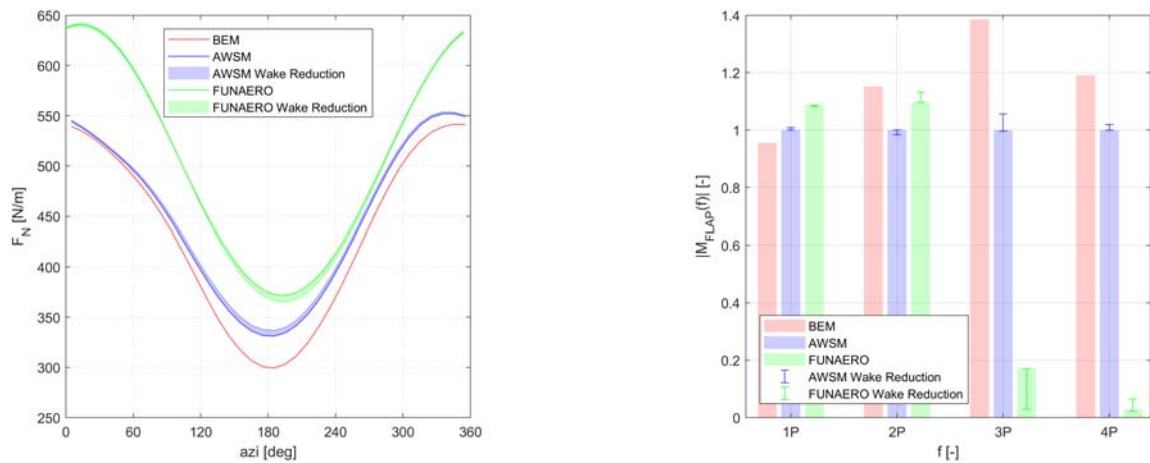 650
600
550
500
450
400
350
300
250
F_N [N/m]
BEM
AWSM
AWSM Wake Reduction
FUNAERO
FUNAERO Wake Reduction
0 60 120 180 240 300 360
azi [deg]
1.4
1.2
1
0.8
0.6
0.4
0.2
0
|M_FLAP(f)| [-]
BEM
AWSM
FUNAERO
AWSM Wake Reduction
FUNAERO Wake Reduction
1P 2P 3P 4P
f [-]